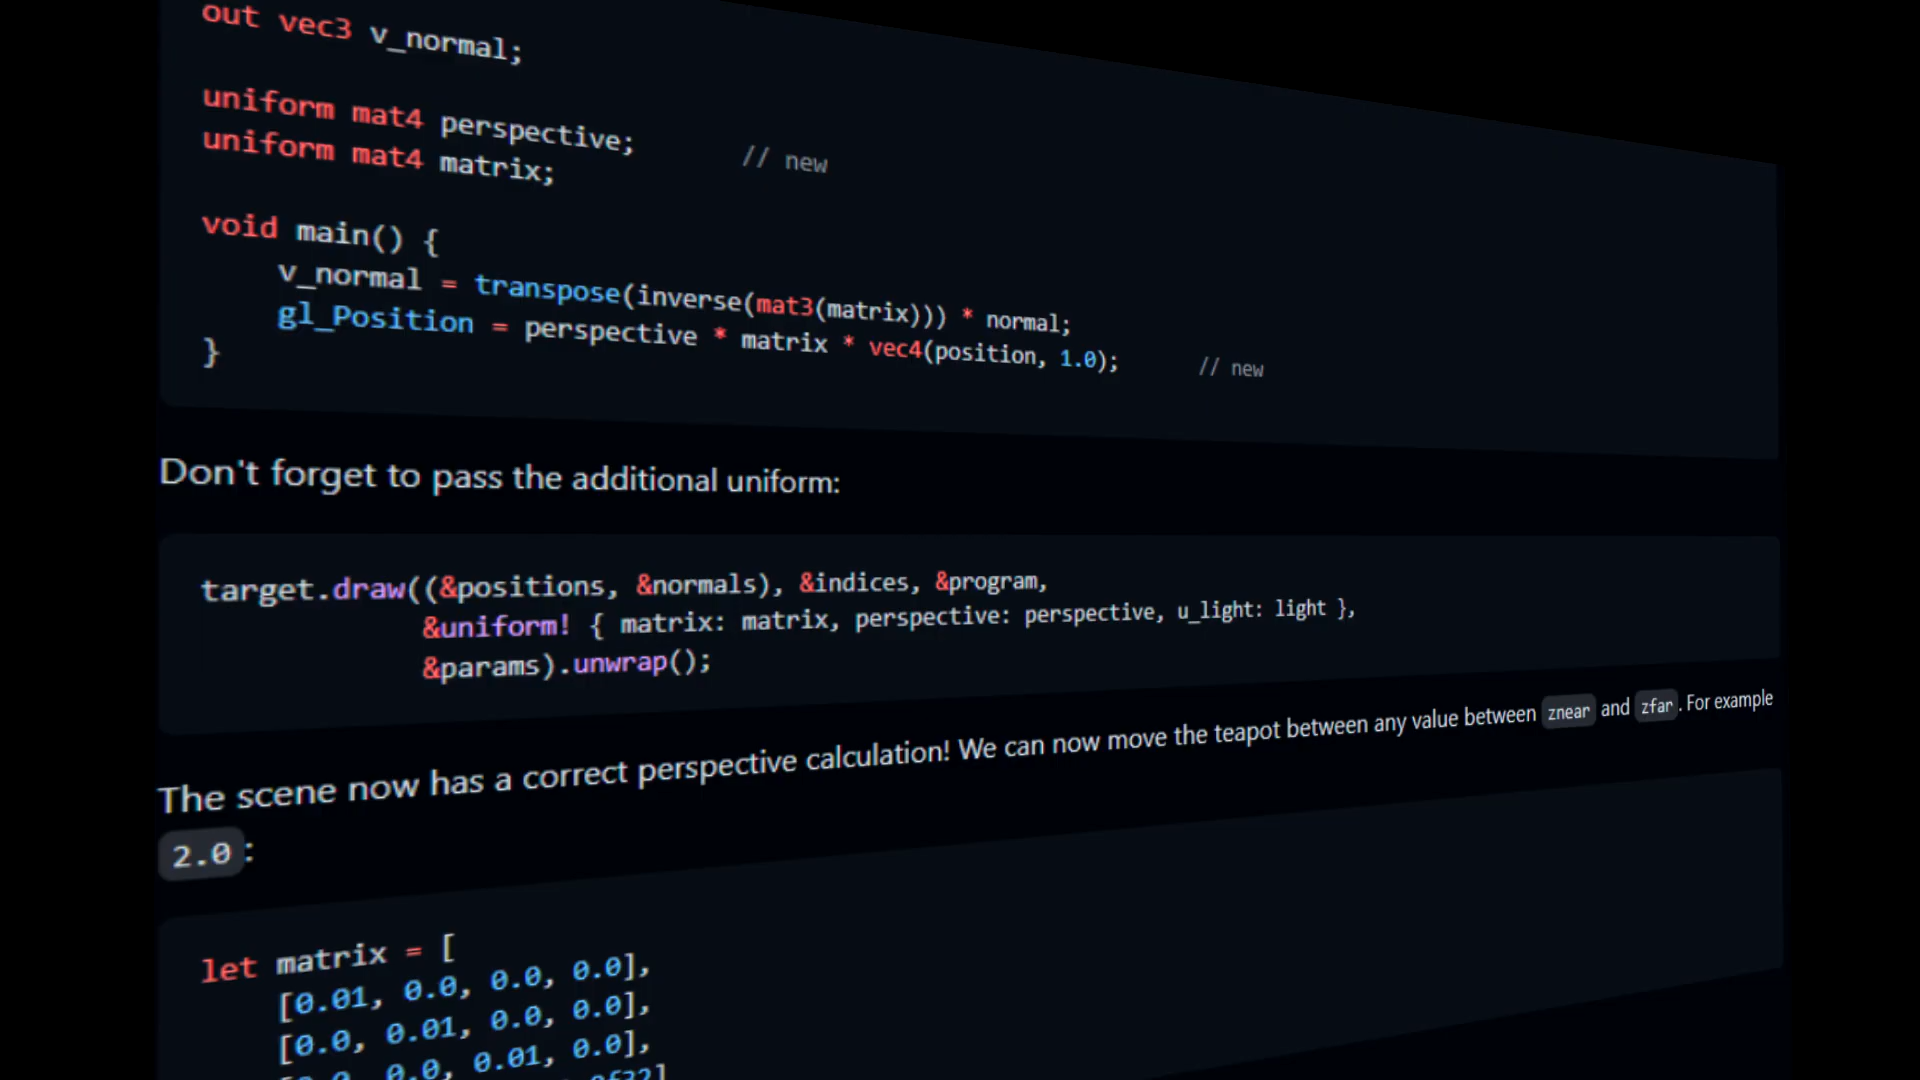 out vec3 v_normal;
uniform mat4 perspective; // new
uniform mat4 matrix;
void main() {
v_normal = transpose(inverse(mat3(matrix))) * normal;
gl_Position = perspective * matrix * vec4(position, 1.0); // new
}
Don't forget to pass the additional uniform:
target.draw((&positions, &normals), &indices, &program,
&uniform! { matrix: matrix, perspective: perspective, u_light: light },
&params).unwrap();
The scene now has a correct perspective calculation! We can now move the teapot between any value between znear and zfar. For example
2.0:
let matrix = [
[0.01, 0.0, 0.0, 0.0],
[0.0, 0.01, 0.0, 0.0],
[0.0, 0.0, 0.01, 0.0],